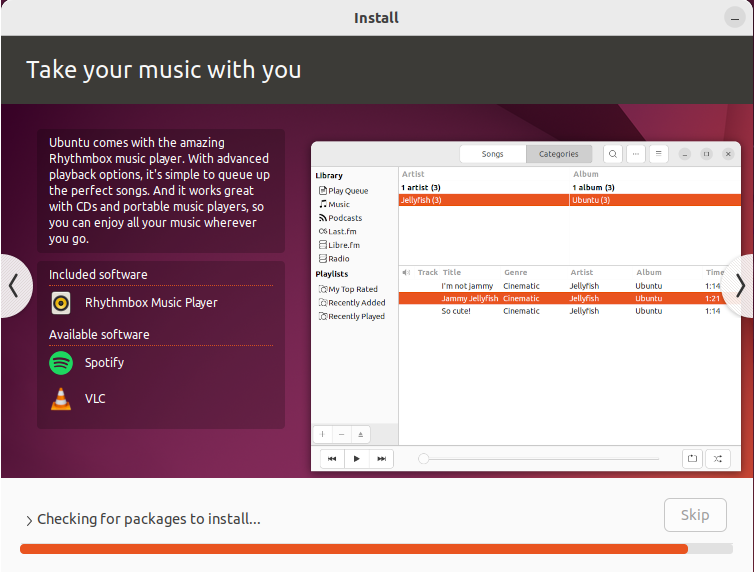 Install
Take your music with you
Ubuntu comes with the amazing
Rhythmbox music player. With advanced
playback options, it's simple to queue up
the perfect songs. And it works great
with CDs and portable music players, so
you can enjoy all your music wherever
you go.
Included software
Rhythmbox Music Player
Available software
Spotify
VLC
Songs Categories
Library
Play Queue
Music
Podcasts
Last.fm
Libre.fm
Radio
Playlists
My Top Rated
Recently Added
Recently Played
Artist Album
1 artist (3) 1 album (3)
Jellyfish (3) Ubuntu (3)
Track Title Genre Artist Album Time
I'm not jammy Cinematic Jellyfish Ubuntu 1:14
Jammy Jellyfish Cinematic Jellyfish Ubuntu 1:21
So cute! Cinematic Jellyfish Ubuntu 1:14
Checking for packages to install...
Skip